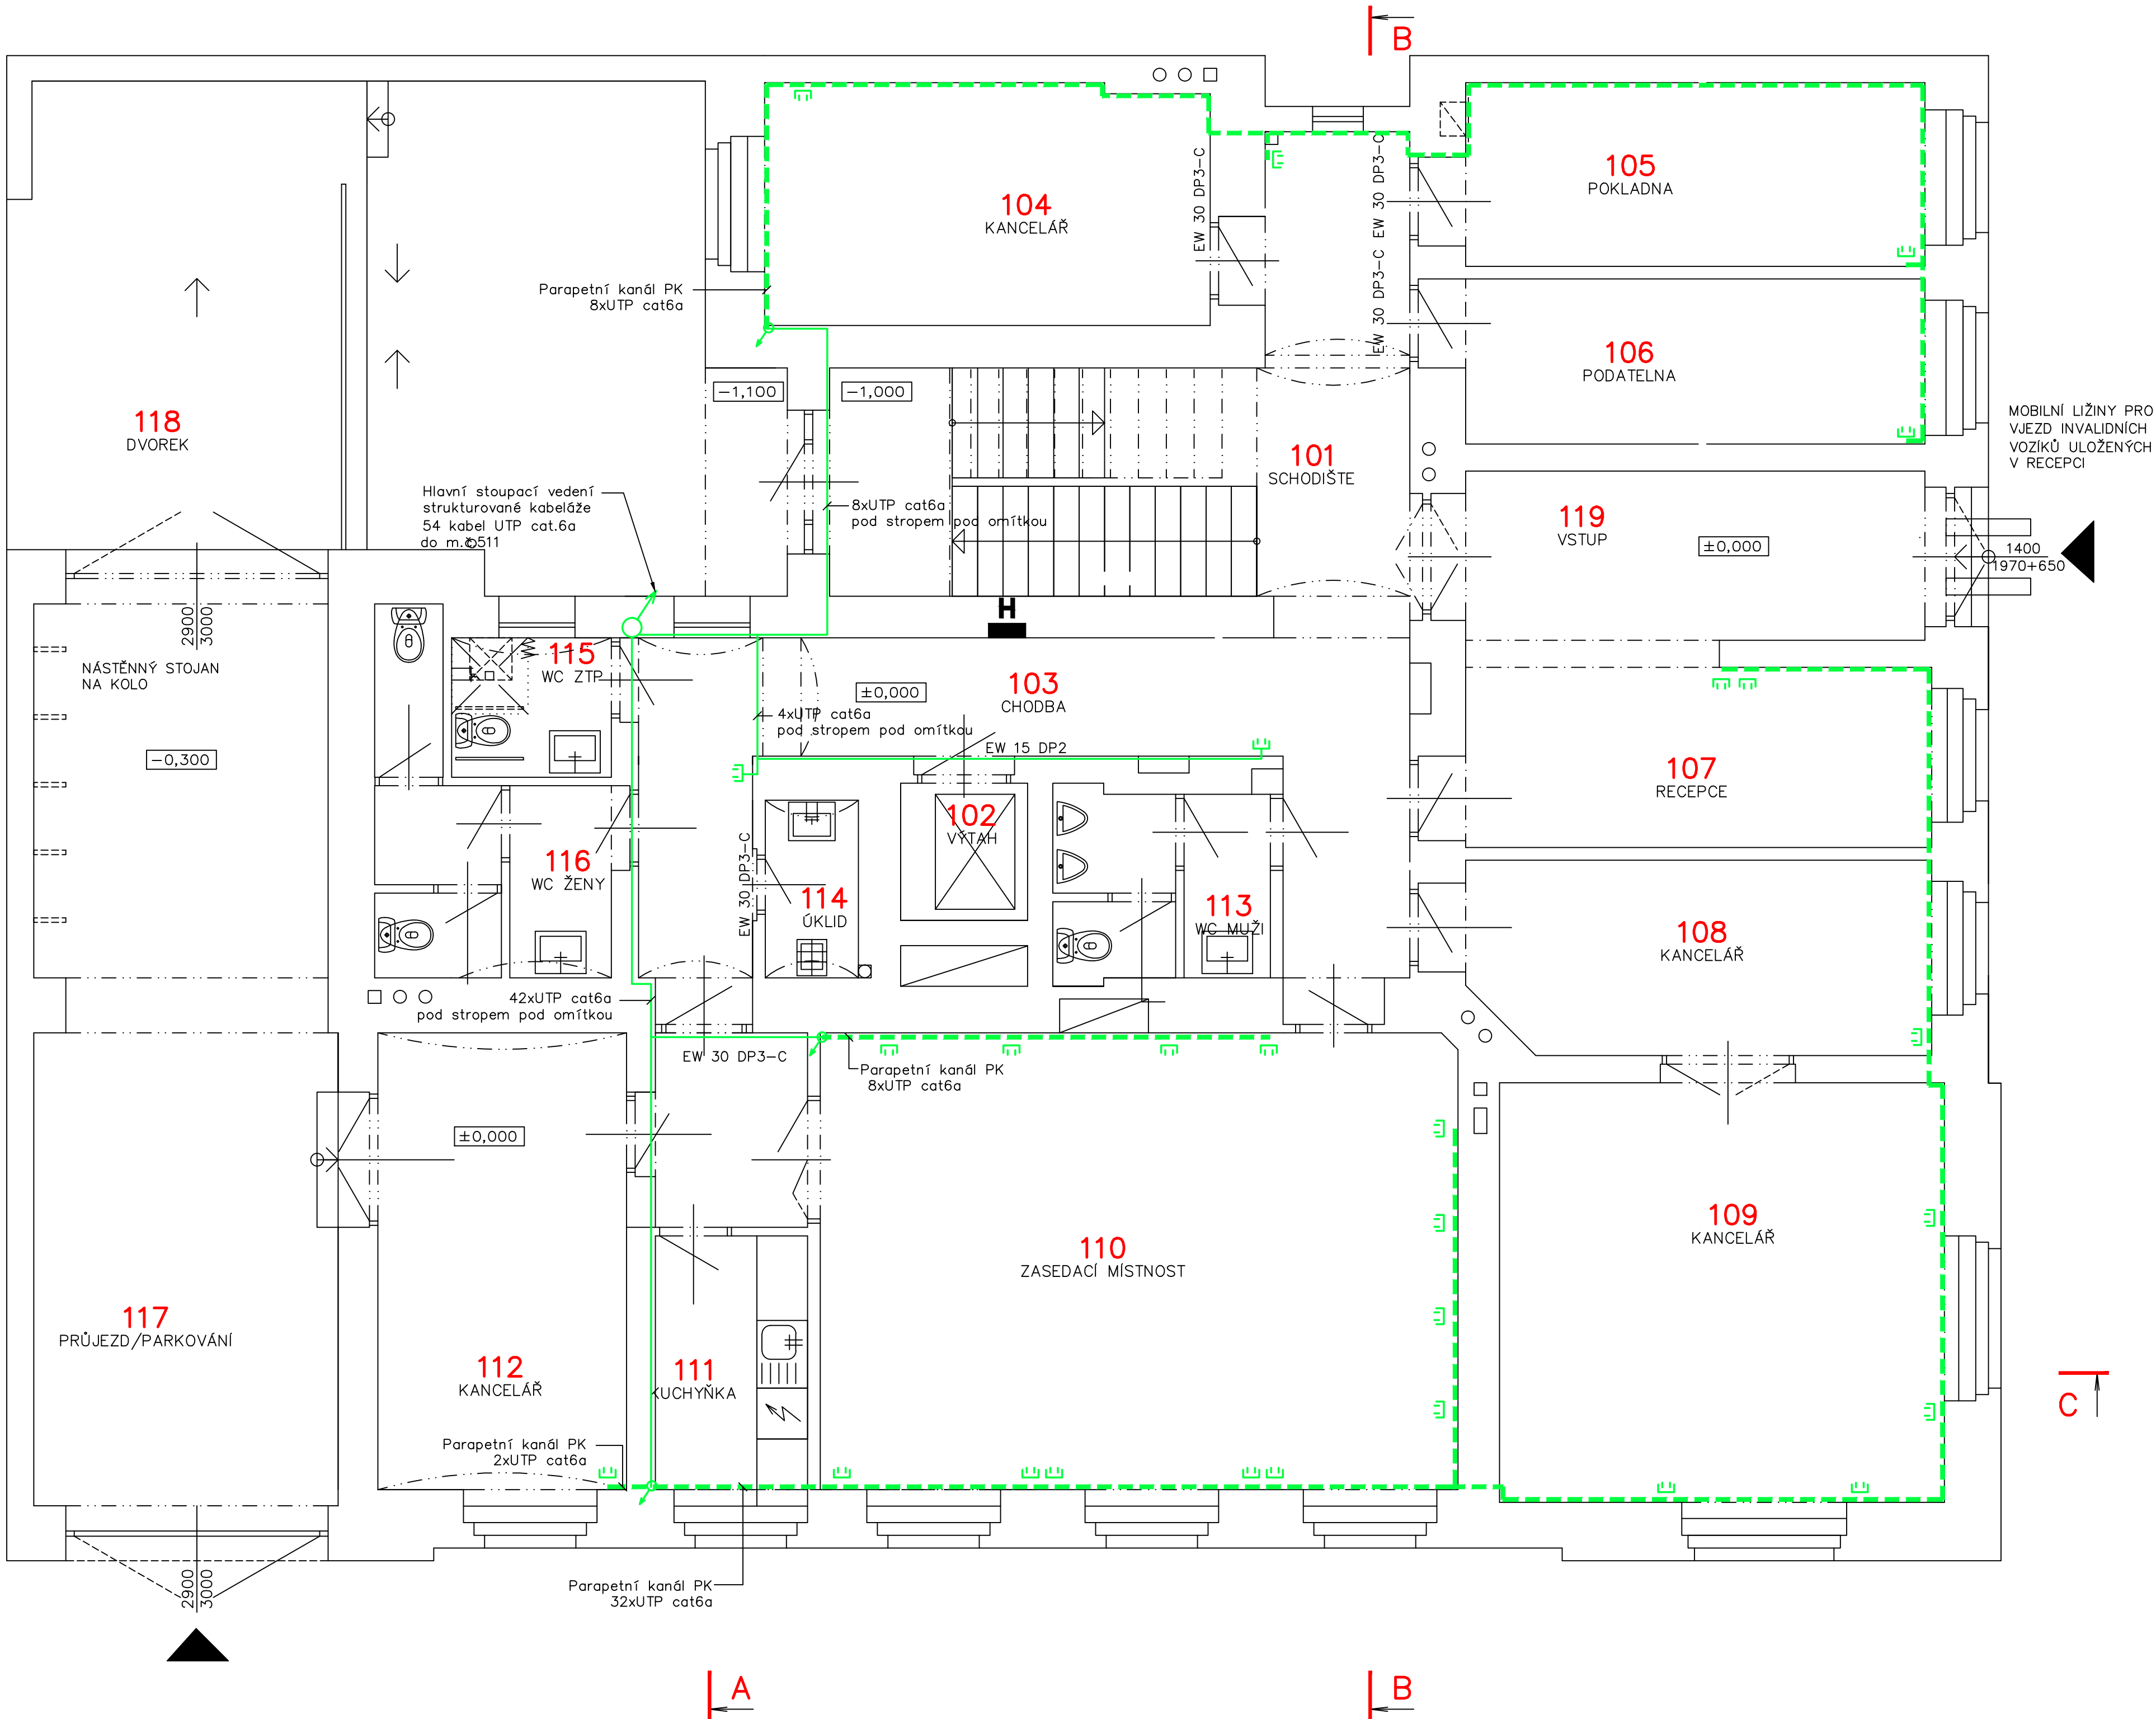 B
104
KANCELÁŘ
EW 30 DP3-C
EW 30 DP3-C
EW 30 DP3-C
105
POKLADNA
Parapetní kanál PK
8xUTP cat6a
106
PODATELNA
-1,100
-1,000
118
DVOREK
MOBILNÍ LIŽINY PRO
VJEZD INVALIDNÍCH
VOZÍKŮ ULOŽENÝCH
V RECEPCI
101
SCHODIŠTE
Hlavní stoupací vedení
strukturované kabeláže
54 kabel UTP cat.6a
do m.č.511
8xUTP cat6a
pod stropem pod omítkou
119
VSTUP
±0,000
1400
1970+650
2900
3000
H
NÁSTĚNNÝ STOJAN
NA KOLO
115
WC ZTP
±0,000
103
CHODBA
4xUTP cat6a
pod stropem pod omítkou
EW 15 DP2
-0,300
107
RECEPCE
102
VÝTAH
116
WC ŽENY
EW 30 DP3-C
114
ÚKLID
113
WC MUŽI
108
KANCELÁŘ
42xUTP cat6a
pod stropem pod omítkou
EW 30 DP3-C
Parapetní kanál PK
8xUTP cat6a
±0,000
109
KANCELÁŘ
110
ZASEDACÍ MÍSTNOST
117
PRŮJEZD/PARKOVÁNÍ
112
KANCELÁŘ
111
KUCHYŇKA
C
Parapetní kanál PK
2xUTP cat6a
2900
3000
Parapetní kanál PK
32xUTP cat6a
A
B